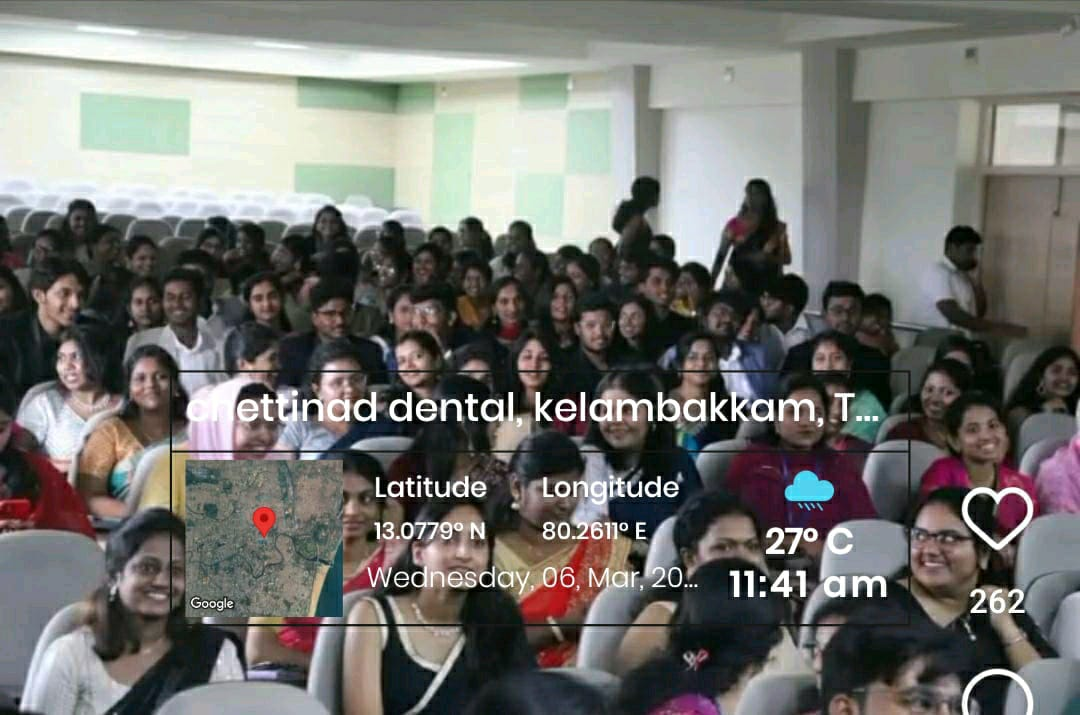 chettinad dental, kelambakkam, T...
Latitude Longitude
13.0779° N 80.2611° E
27° C
Wednesday, 06, Mar, 20...
11:41 am
Google
262